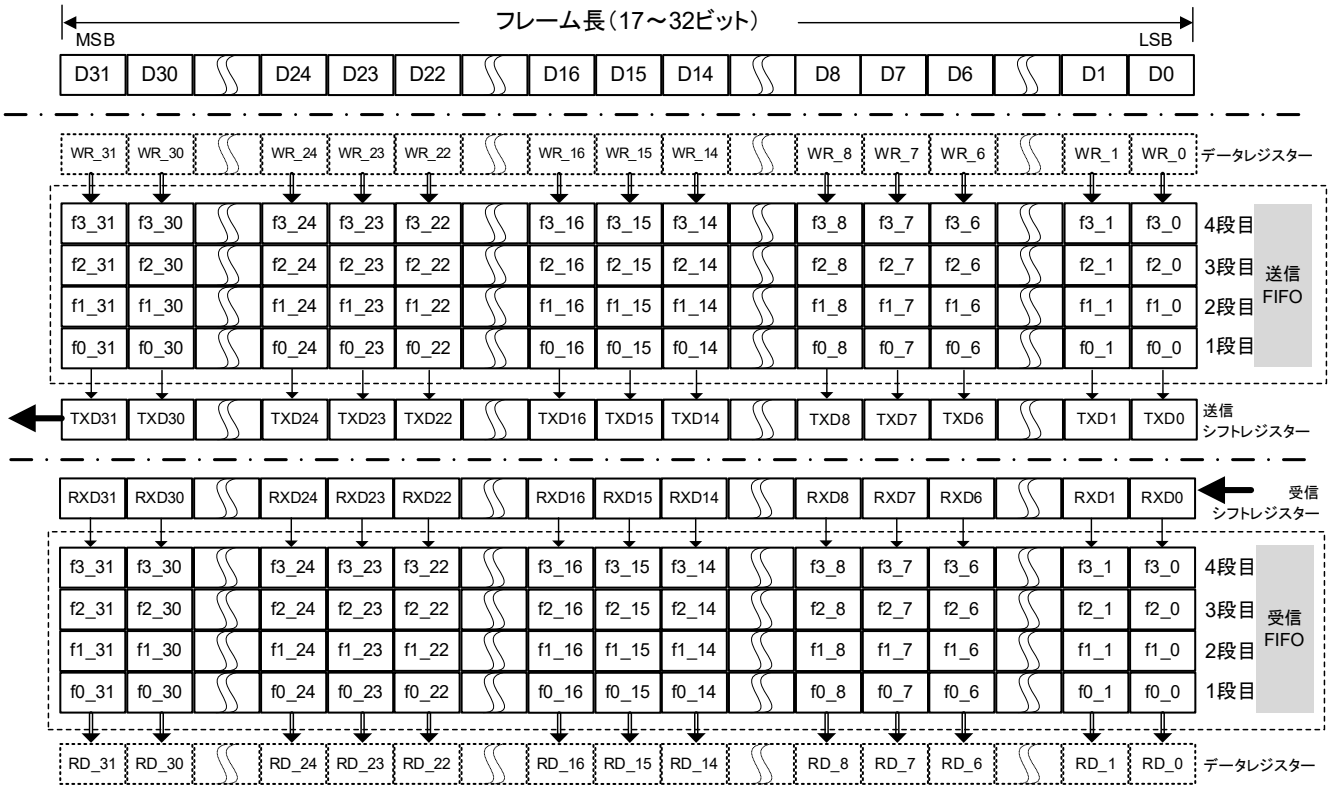 フレーム長(17～32ビット)
MSB LSB
D31 D30 D24 D23 D22 D16 D15 D14 D8 D7 D6 D1 D0
WR_31 WR_30 WR_24 WR_23 WR_22 WR_16 WR_15 WR_14 WR_8 WR_7 WR_6 WR_1 WR_0 データレジスター
f3_31 f3_30 f3_24 f3_23 f3_22 f3_16 f3_15 f3_14 f3_8 f3_7 f3_6 f3_1 f3_0 4段目
f2_31 f2_30 f2_24 f2_23 f2_22 f2_16 f2_15 f2_14 f2_8 f2_7 f2_6 f2_1 f2_0 3段目
f1_31 f1_30 f1_24 f1_23 f1_22 f1_16 f1_15 f1_14 f1_8 f1_7 f1_6 f1_1 f1_0 2段目
f0_31 f0_30 f0_24 f0_23 f0_22 f0_16 f0_15 f0_14 f0_8 f0_7 f0_6 f0_1 f0_0 1段目
送信
FIFO
TXD31 TXD30 TXD24 TXD23 TXD22 TXD16 TXD15 TXD14 TXD8 TXD7 TXD6 TXD1 TXD0
送信
シフトレジスター
RXD31 RXD30 RXD24 RXD23 RXD22 RXD16 RXD15 RXD14 RXD8 RXD7 RXD6 RXD1 RXD0
受信
シフトレジスター
f3_31 f3_30 f3_24 f3_23 f3_22 f3_16 f3_15 f3_14 f3_8 f3_7 f3_6 f3_1 f3_0 4段目
f2_31 f2_30 f2_24 f2_23 f2_22 f2_16 f2_15 f2_14 f2_8 f2_7 f2_6 f2_1 f2_0 3段目
f1_31 f1_30 f1_24 f1_23 f1_22 f1_16 f1_15 f1_14 f1_8 f1_7 f1_6 f1_1 f1_0 2段目
f0_31 f0_30 f0_24 f0_23 f0_22 f0_16 f0_15 f0_14 f0_8 f0_7 f0_6 f0_1 f0_0 1段目
受信
FIFO
RD_31 RD_30 RD_24 RD_23 RD_22 RD_16 RD_15 RD_14 RD_8 RD_7 RD_6 RD_1 RD_0 データレジスター